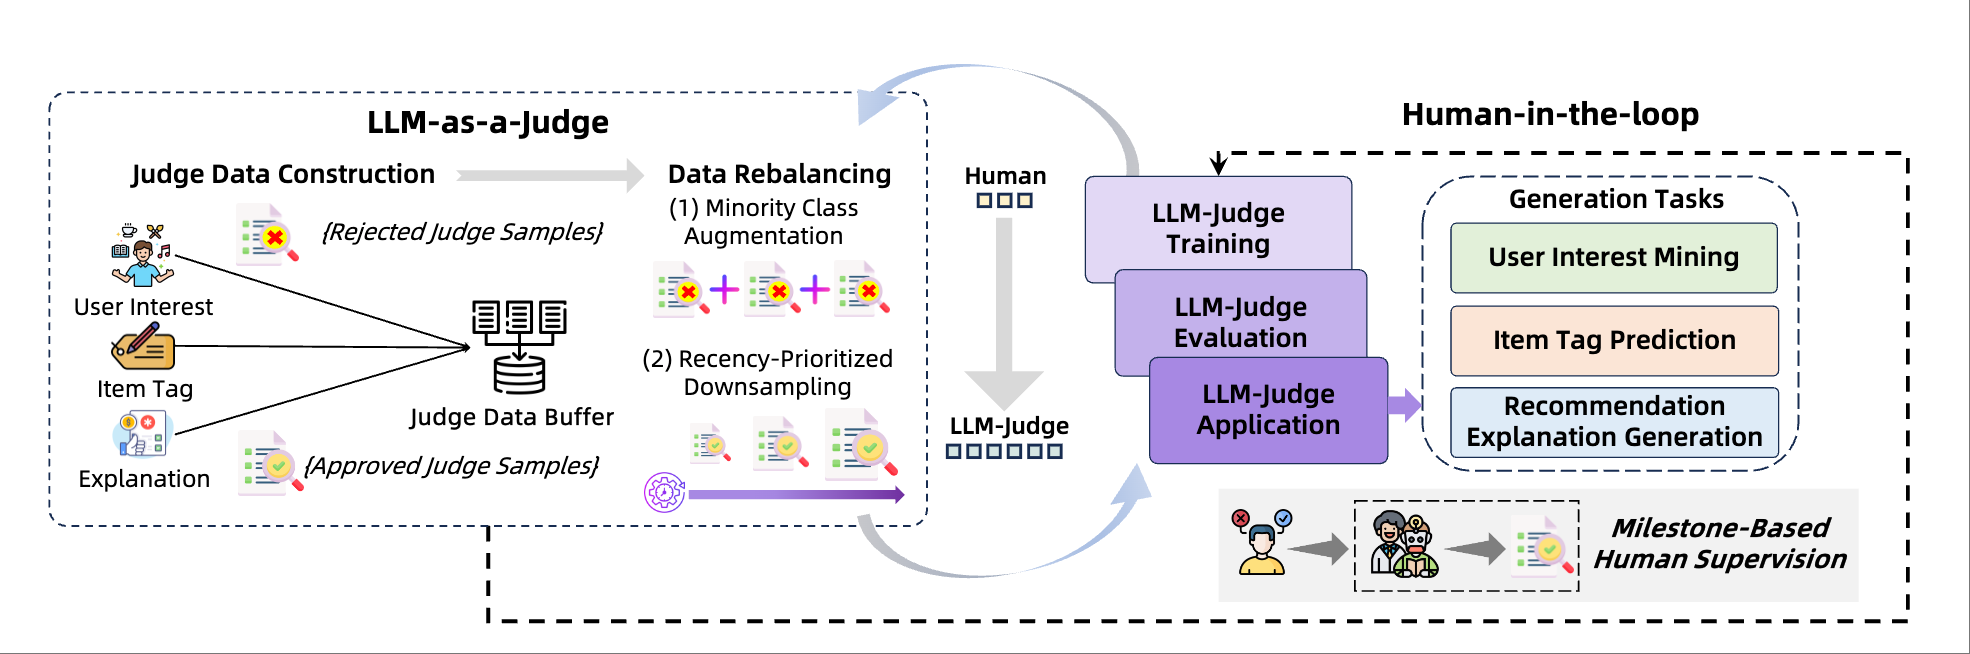 LLM-as-a-Judge
Judge Data Construction
{Rejected Judge Samples}
User Interest
Item Tag
Explanation
Judge Data Buffer
{Approved Judge Samples}
Data Rebalancing
(1) Minority Class
Augmentation
(2) Recency-Prioritized
Downsampling
Human
LLM-Judge
Human-in-the-loop
LLM-Judge
Training
LLM-Judge
Evaluation
LLM-Judge
Application
Generation Tasks
User Interest Mining
Item Tag Prediction
Recommendation
Explanation Generation
Milestone-Based
Human Supervision